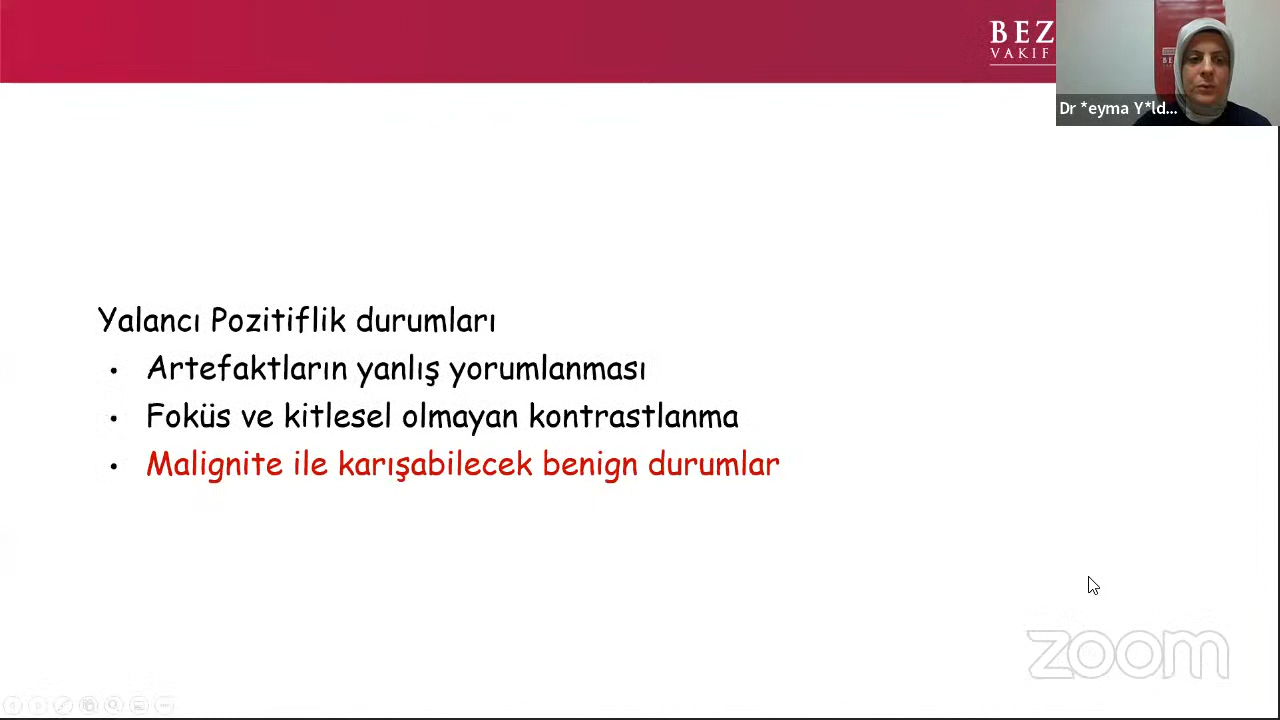 BEZ
VAKIF
Dr *eyma Y*ld...
Yalancı Pozitiflik durumları
• Artefaktların yanlış yorumlanması
• Foküs ve kitlesel olmayan kontrastlanma
• Malignite ile karışabilecek benign durumlar
zoom